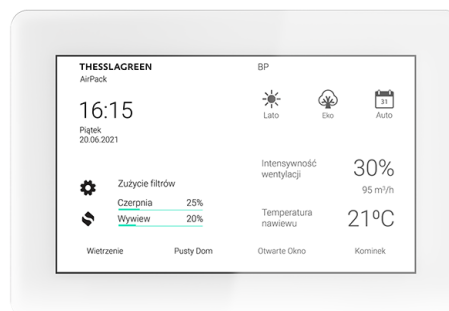 THESSLAGREEN
AirPack
BP
16:15
Piątek
20.06.2021
31
Lato
Eko
Auto
Intensywność
wentylacji
30%
95 m³/h
Zużycie filtrów
Czerpnia 25%
Wywiew 20%
Temperatura
nawiewu
21ºC
Wietrzenie
Pusty Dom
Otwarte Okno
Kominek